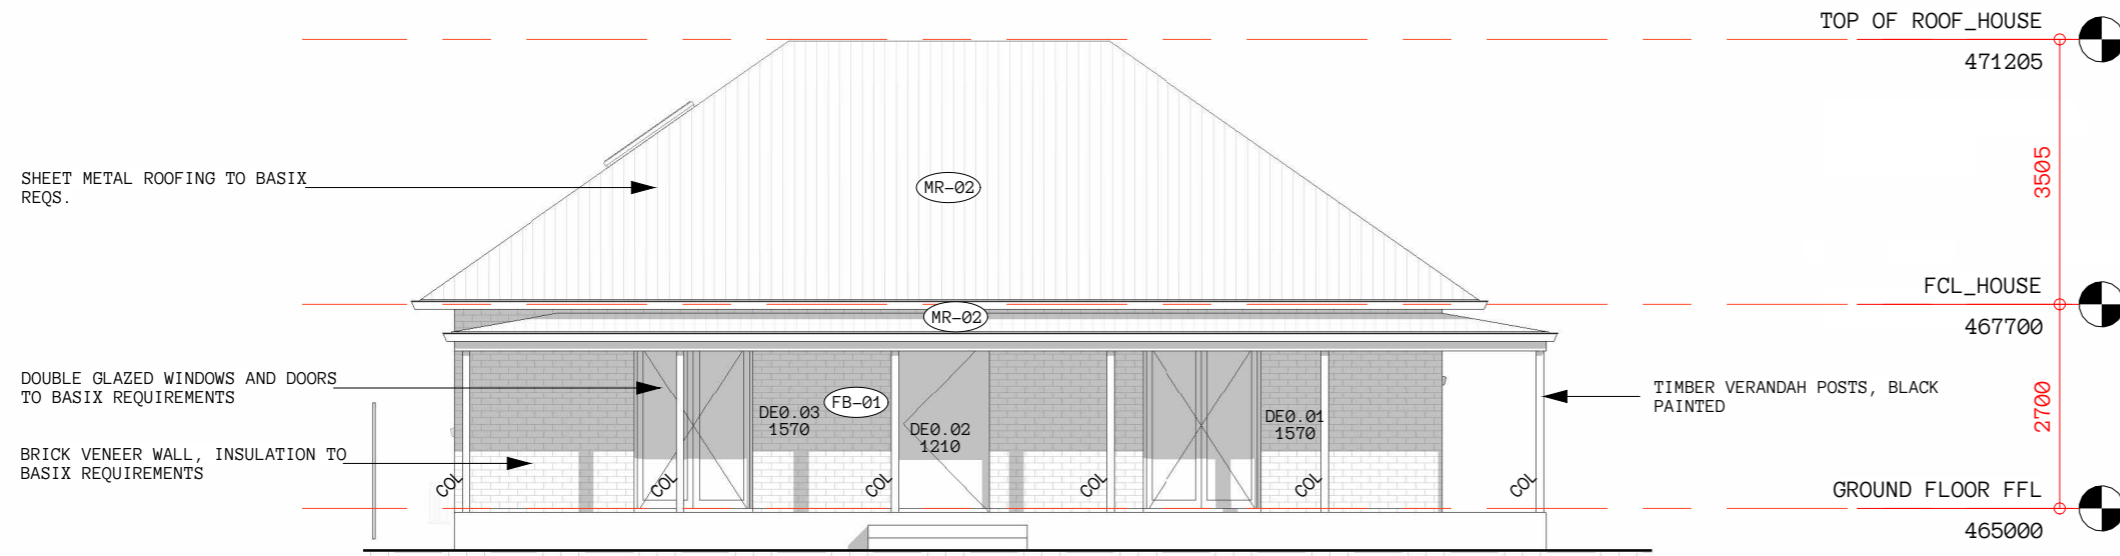 TOP OF ROOF_HOUSE
471205
3505
SHEET METAL ROOFING TO BASIX
REQS.
MR-02
FCL_HOUSE
467700
MR-02
2700
DOUBLE GLAZED WINDOWS AND DOORS
TO BASIX REQUIREMENTS
TIMBER VERANDAH POSTS, BLACK
PAINTED
FB-01
DE0.03
1570
DE0.02
1210
DE0.01
1570
BRICK VENEER WALL, INSULATION TO
BASIX REQUIREMENTS
COL
COL
COL
COL
COL
COL
GROUND FLOOR FFL
465000